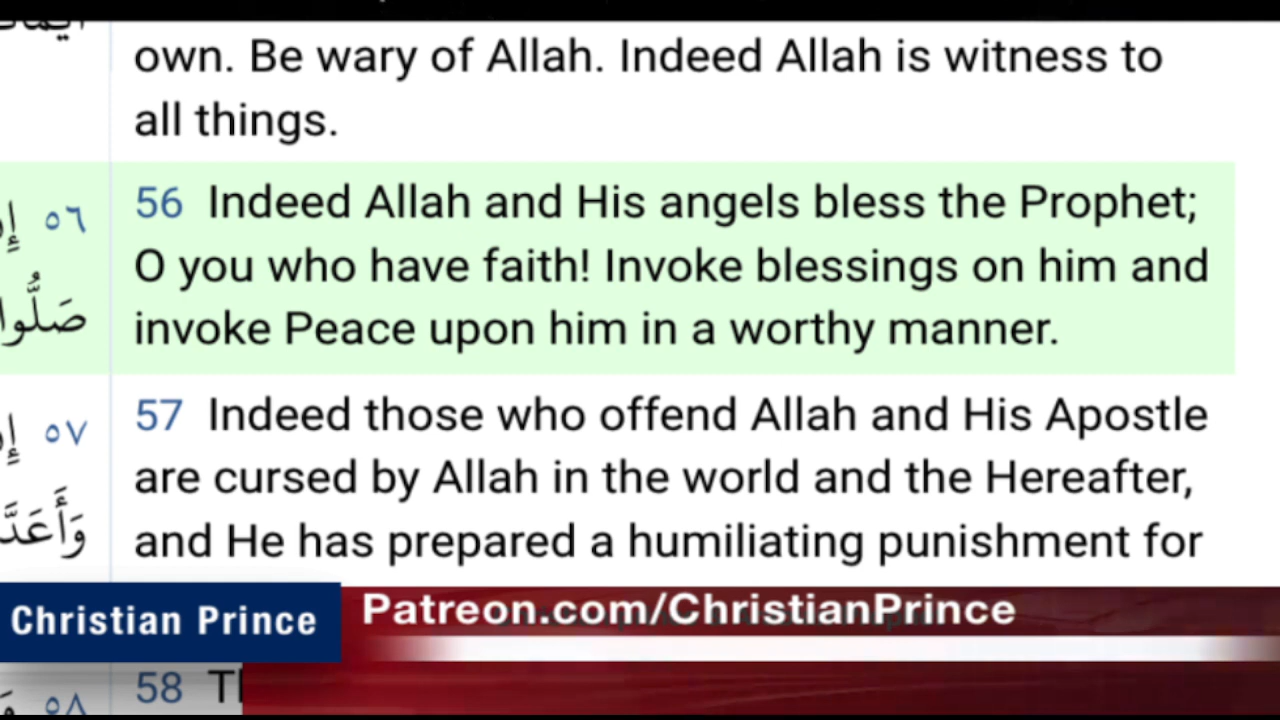 own. Be wary of Allah. Indeed Allah is witness to
all things.
٥٦ 
صَلُّوا
56 Indeed Allah and His angels bless the Prophet;
O you who have faith! Invoke blessings on him and
invoke Peace upon him in a worthy manner.
٥٧
وَأَعَدَّ
57 Indeed those who offend Allah and His Apostle
are cursed by Allah in the world and the Hereafter,
and He has prepared a humiliating punishment for
Christian Prince
Patreon.com/ChristianPrince
٥٨
58